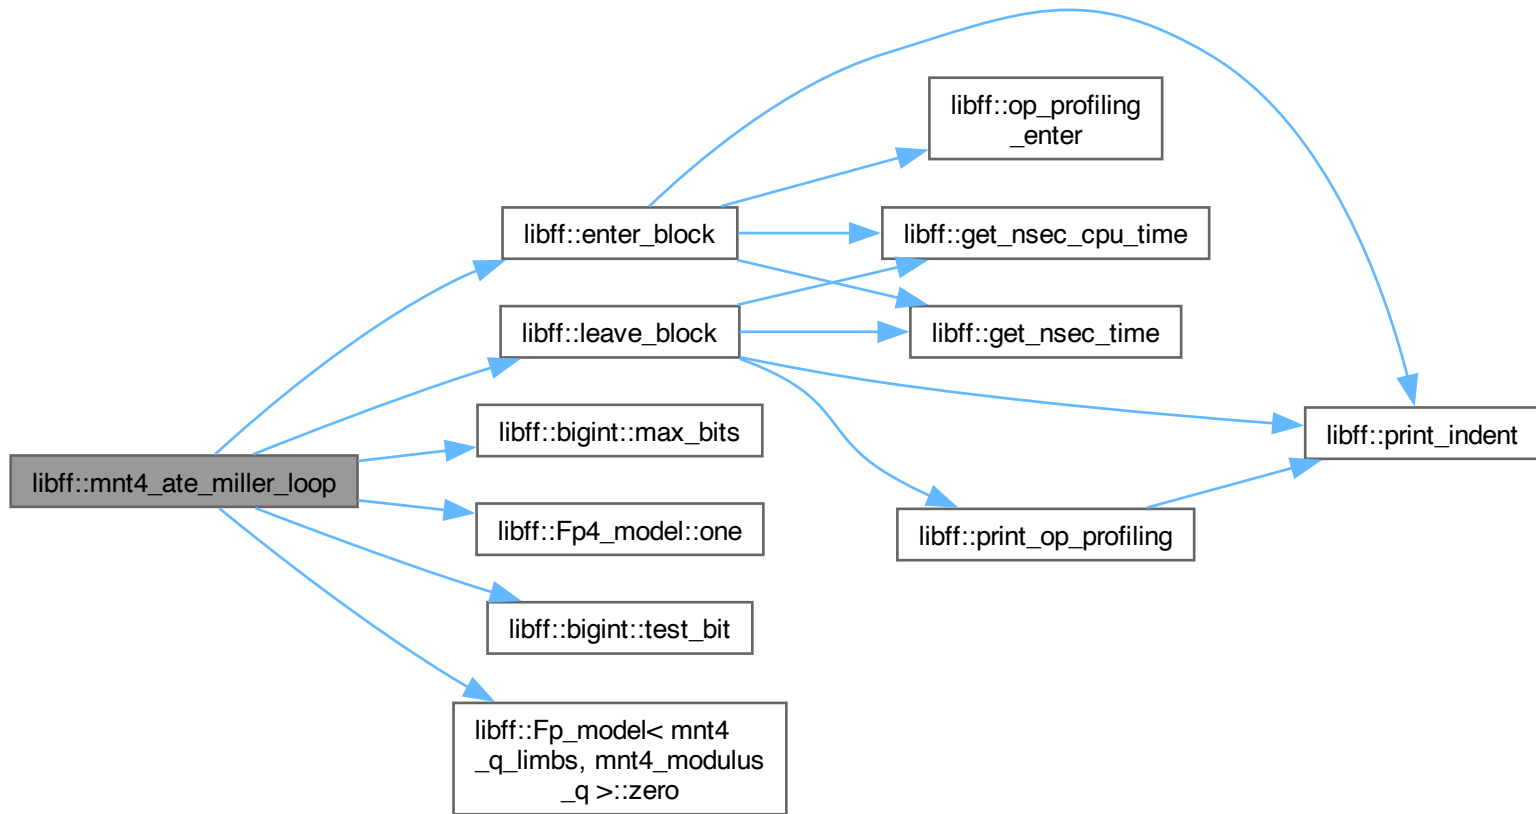 libff::op_profiling
_enter
libff::enter_block
libff::get_nsec_cpu_time
libff::leave_block
libff::get_nsec_time
libff::bigint::max_bits
libff::print_indent
libff::mnt4_ate_miller_loop
libff::Fp4_model::one
libff::print_op_profiling
libff::bigint::test_bit
libff::Fp_model< mnt4
_q_limbs, mnt4_modulus
_q >::zero